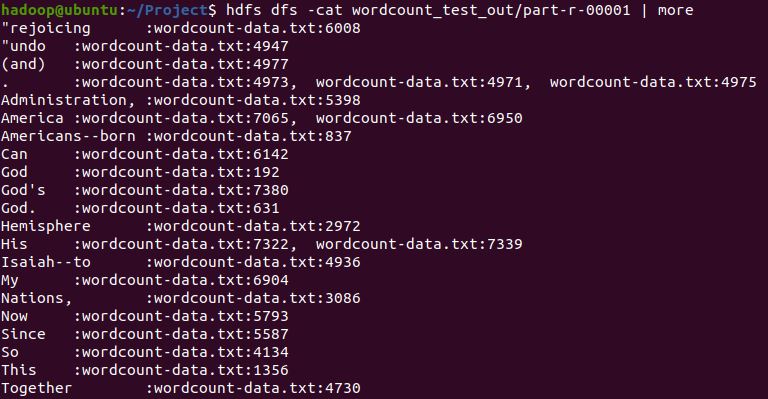 hadoop@ubuntu:~/Project$ hdfs dfs -cat wordcount_test_out/part-r-00001 | more
"rejoicing	:wordcount-data.txt:6008
"undo	:wordcount-data.txt:4947
(and)	:wordcount-data.txt:4977
.	:wordcount-data.txt:4973,  wordcount-data.txt:4971,  wordcount-data.txt:4975
Administration,	:wordcount-data.txt:5398
America	:wordcount-data.txt:7065,  wordcount-data.txt:6950
Americans--born	:wordcount-data.txt:837
Can	:wordcount-data.txt:6142
God	:wordcount-data.txt:192
God's	:wordcount-data.txt:7380
God.	:wordcount-data.txt:631
Hemisphere	:wordcount-data.txt:2972
His	:wordcount-data.txt:7322,  wordcount-data.txt:7339
Isaiah--to	:wordcount-data.txt:4936
My	:wordcount-data.txt:6904
Nations,	:wordcount-data.txt:3086
Now	:wordcount-data.txt:5793
Since	:wordcount-data.txt:5587
So	:wordcount-data.txt:4134
This	:wordcount-data.txt:1356
Together	:wordcount-data.txt:4730